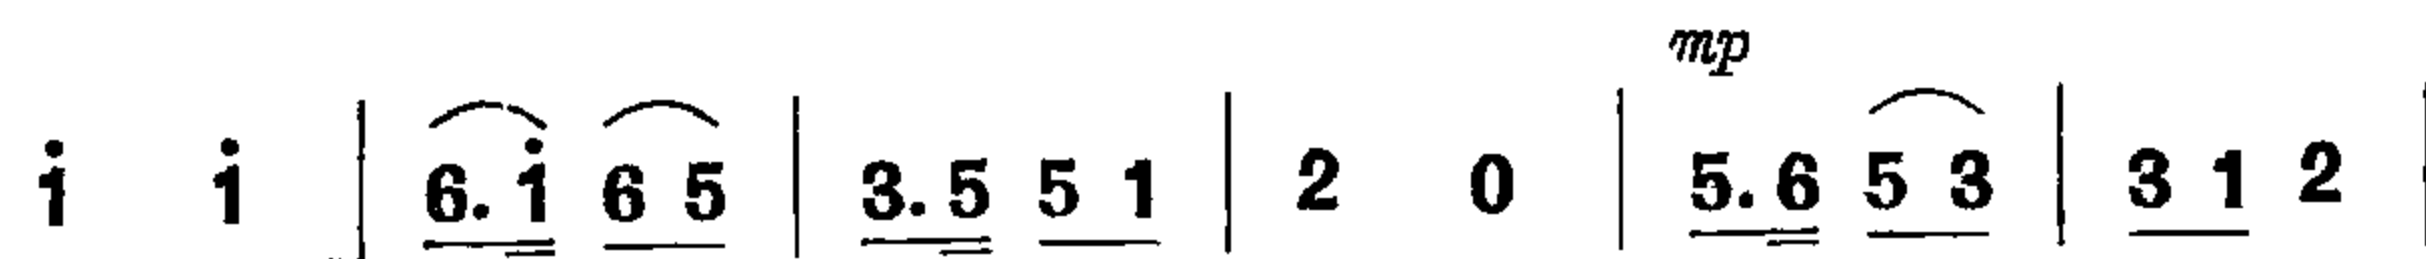 mp
i̇ i̇ | 6. i̇ 6 5 | 3. 5 5 1 | 2 0 | 5. 6 5 3 | 3 1 2 |